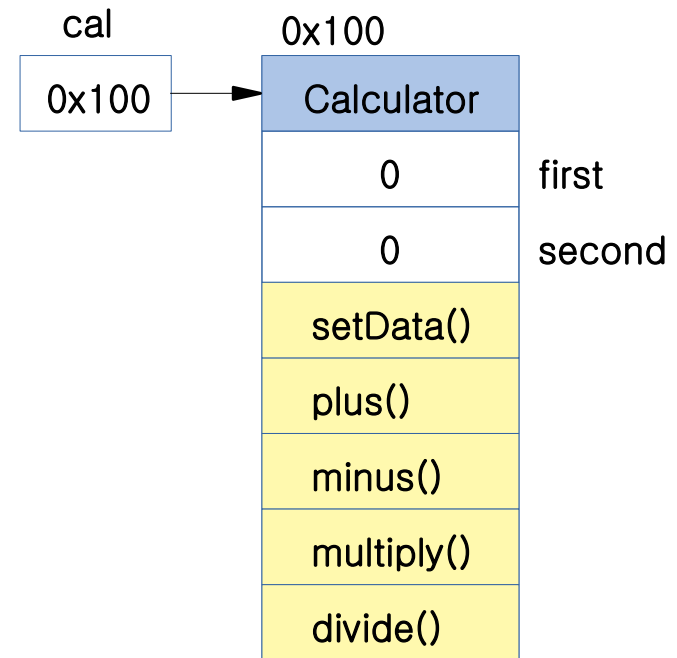 cal
0x100
0x100
Calculator
0 first
0 second
setData()
plus()
minus()
multiply()
divide()